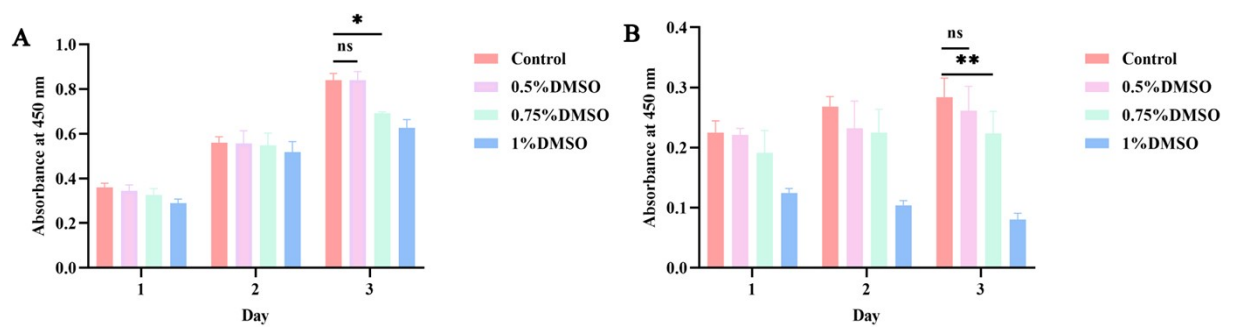 A
Absorbance at 450 nm
1.0
0.8
0.6
0.4
0.2
0.0
*
ns
1
2
3
Day
Control
0.5%DMSO
0.75%DMSO
1%DMSO
B
Absorbance at 450 nm
0.4
0.3
0.2
0.1
0.0
ns
**
1
2
3
Day
Control
0.5%DMSO
0.75%DMSO
1%DMSO